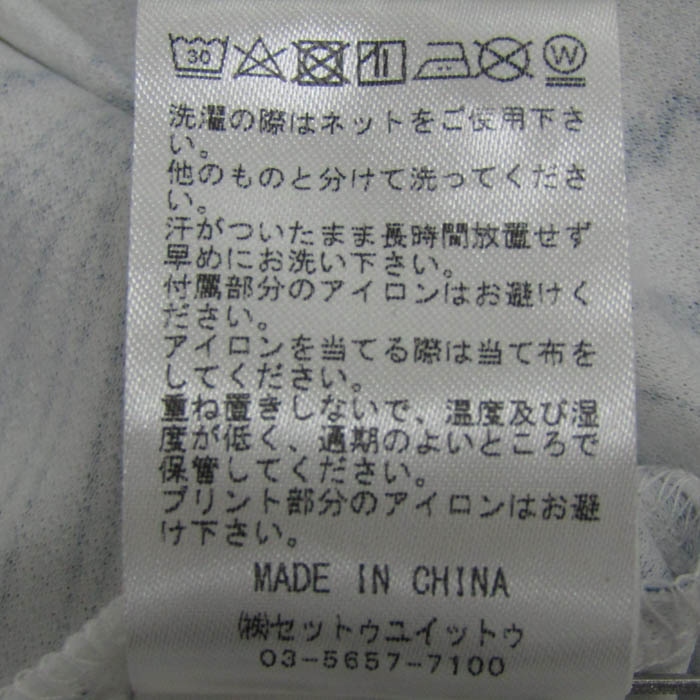 30 W
洗濯の際はネットをご使用下さ
い。
他のものと分けて洗ってくださ
い。
汗がついたまま長時間放置せず
早めにお洗い下さい。
付属部分のアイロンはお避けく
ださい。
アイロンを当てる際は当て布を
してください。
重ね置きしないで、温度及び湿
度が低く、通期のよいところで
保管してください。
プリント部分のアイロンはお避
け下さい。
MADE IN CHINA
㈱セットゥユイットゥ
03-5657-7100